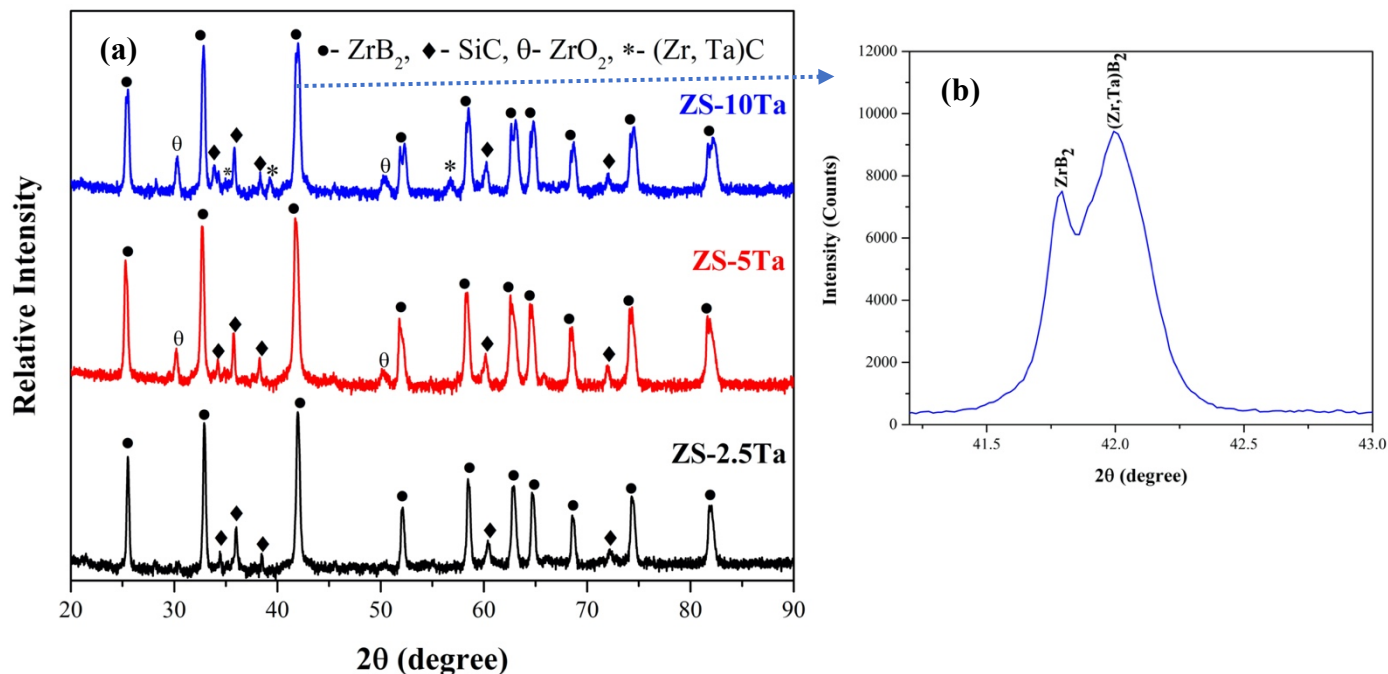 (a)
●- ZrB₂, ♦- SiC, θ- ZrO₂, *- (Zr, Ta)C
ZS-10Ta
θ
θ
*
*
*
ZS-5Ta
θ
θ
ZS-2.5Ta
Relative Intensity
20 30 40 50 60 70 80 90
2θ (degree)
(b)
12000
10000
8000
6000
4000
2000
0
Intensity (Counts)
ZrB₂
(Zr,Ta)B₂
41.5 42.0 42.5 43.0
2θ (degree)